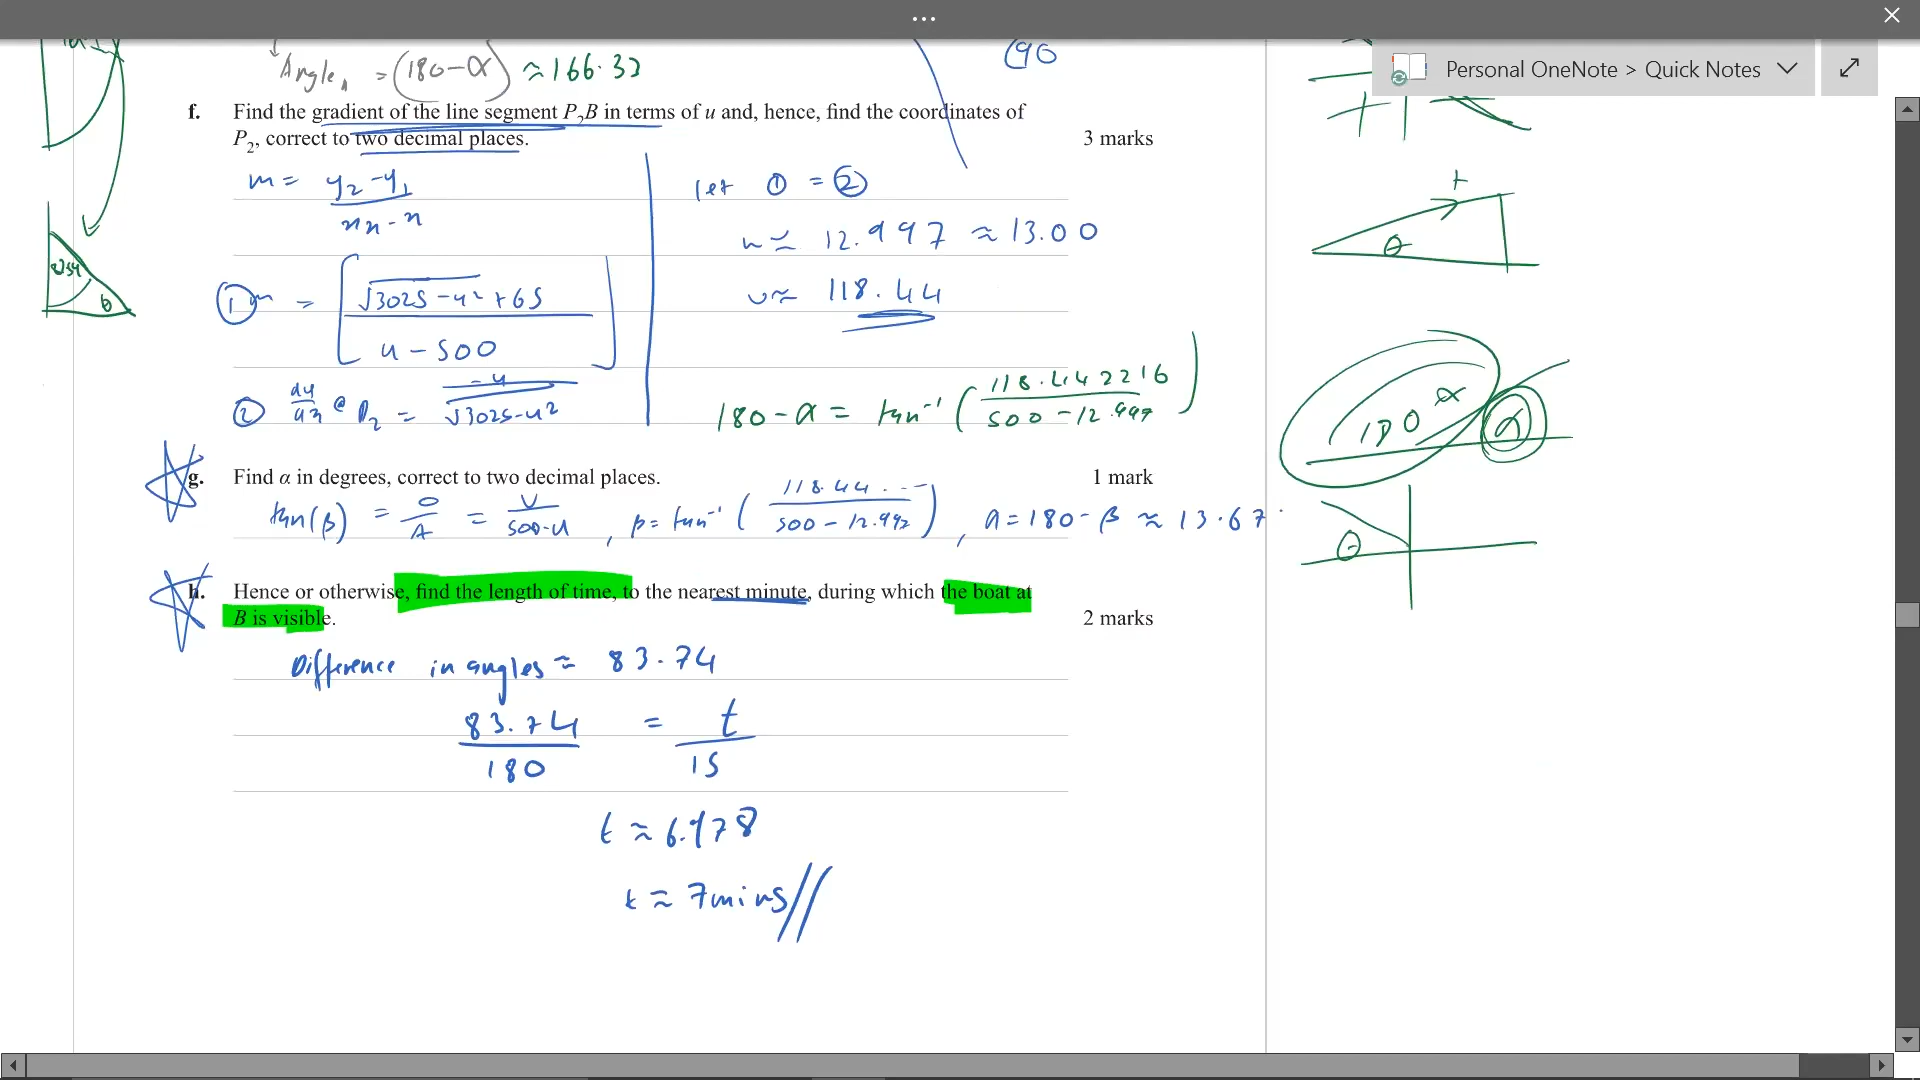 Personal OneNote > Quick Notes
Angle, = (180-α) ≈ 166.33
(90
f. Find the gradient of the line segment P₂B in terms of u and, hence, find the coordinates of
P₂, correct to two decimal places. 3 marks
m = y₂-y₁
let ① = ②
u ≈ 12.997 ≈ 13.00
① m = √3025-u² + 65
u - 500
v ≈ 118.44
② dy @ P₂ = -u
√3025-u²
180 - α = tan⁻¹ ( 118.442216
500 - 12.997 )
180 α
α
g. Find α in degrees, correct to two decimal places. 1 mark
tan(β) = O = v , β = tan⁻¹ ( 118.44 ... ) , α = 180 - β ≈ 13.67
A 500-u 500 - 12.997
θ
h. Hence or otherwise, find the length of time, to the nearest minute, during which the boat at
B is visible. 2 marks
Difference in angles ≈ 83.74
83.74 = t
180 15
t ≈ 6.978
t ≈ 7mins